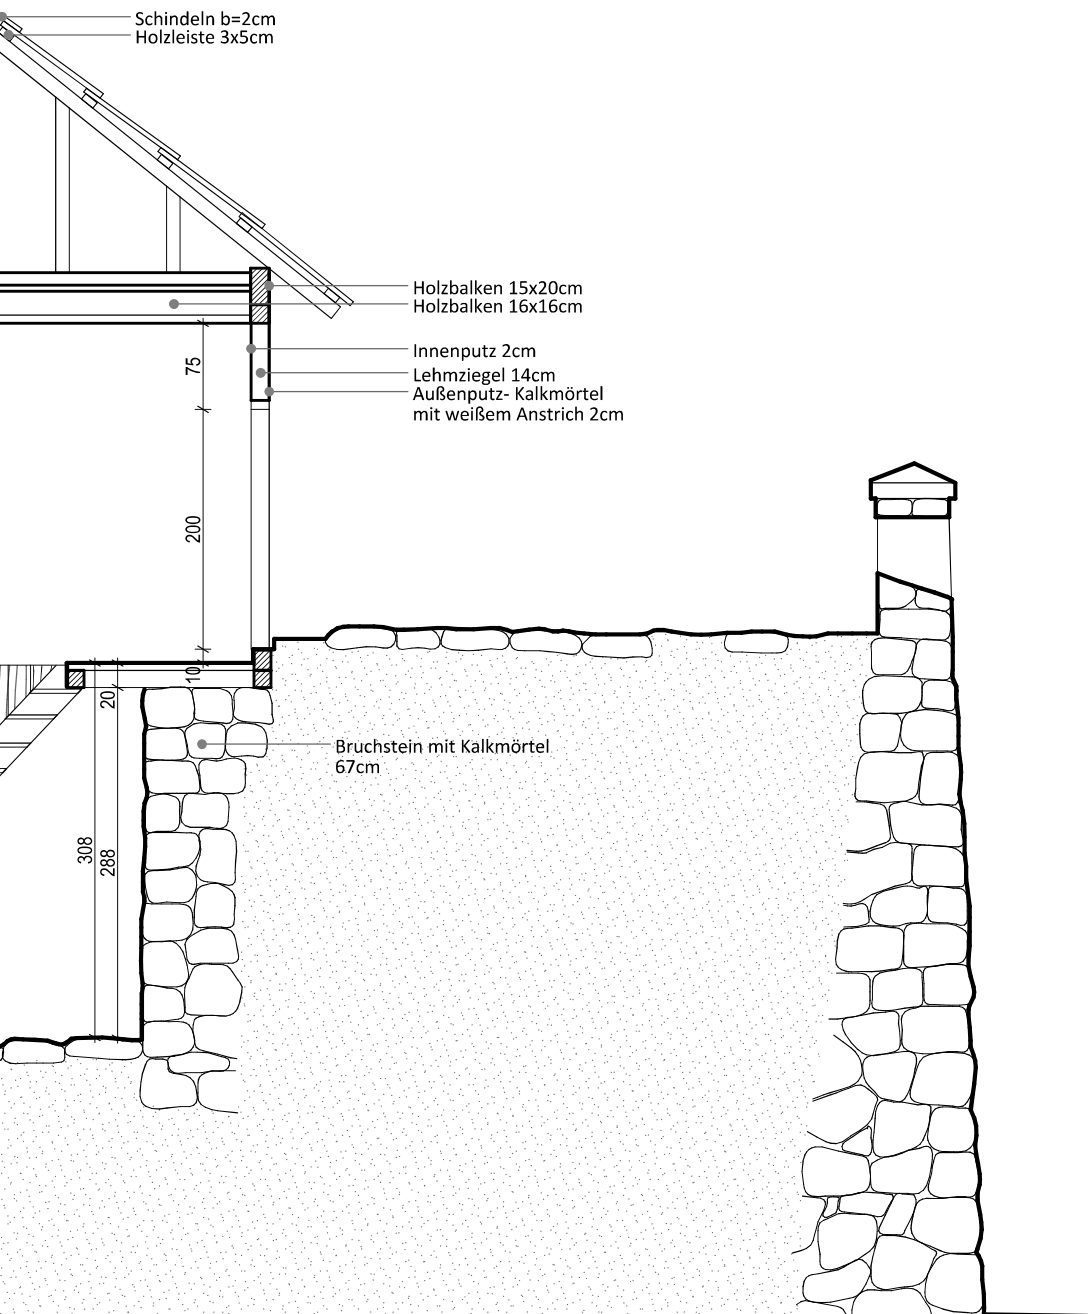 Schindeln b=2cm
Holzleiste 3x5cm
Holzbalken 15x20cm
Holzbalken 16x16cm
Innenputz 2cm
75
Lehmziegel 14cm
Außenputz- Kalkmörtel
mit weißem Anstrich 2cm
200
10
20
Bruchstein mit Kalkmörtel
67cm
308
288